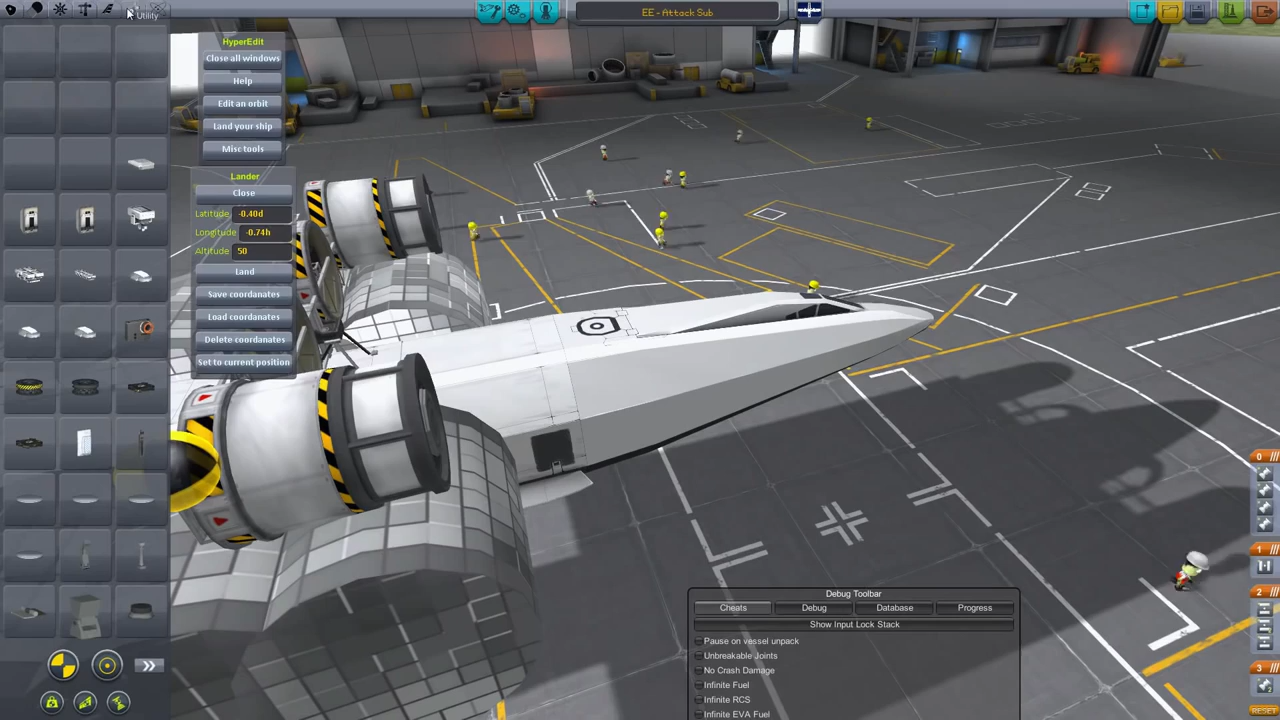 Utility
EE - Attack Sub
HyperEdit
Close all windows
Help
Edit an orbit
Land your ship
Misc tools
Lander
Close
Latitude -0.40d
Longitude -0.74h
Altitude 50
Land
Save coordanates
Load coordanates
Delete coordanates
Set to current position
0
1
2
3
RESET
Debug Toolbar
Cheats Debug Database Progress
Show Input Lock Stack
Pause on vessel unpack
Unbreakable Joints
No Crash Damage
Infinite Fuel
Infinite RCS
Infinite EVA Fuel